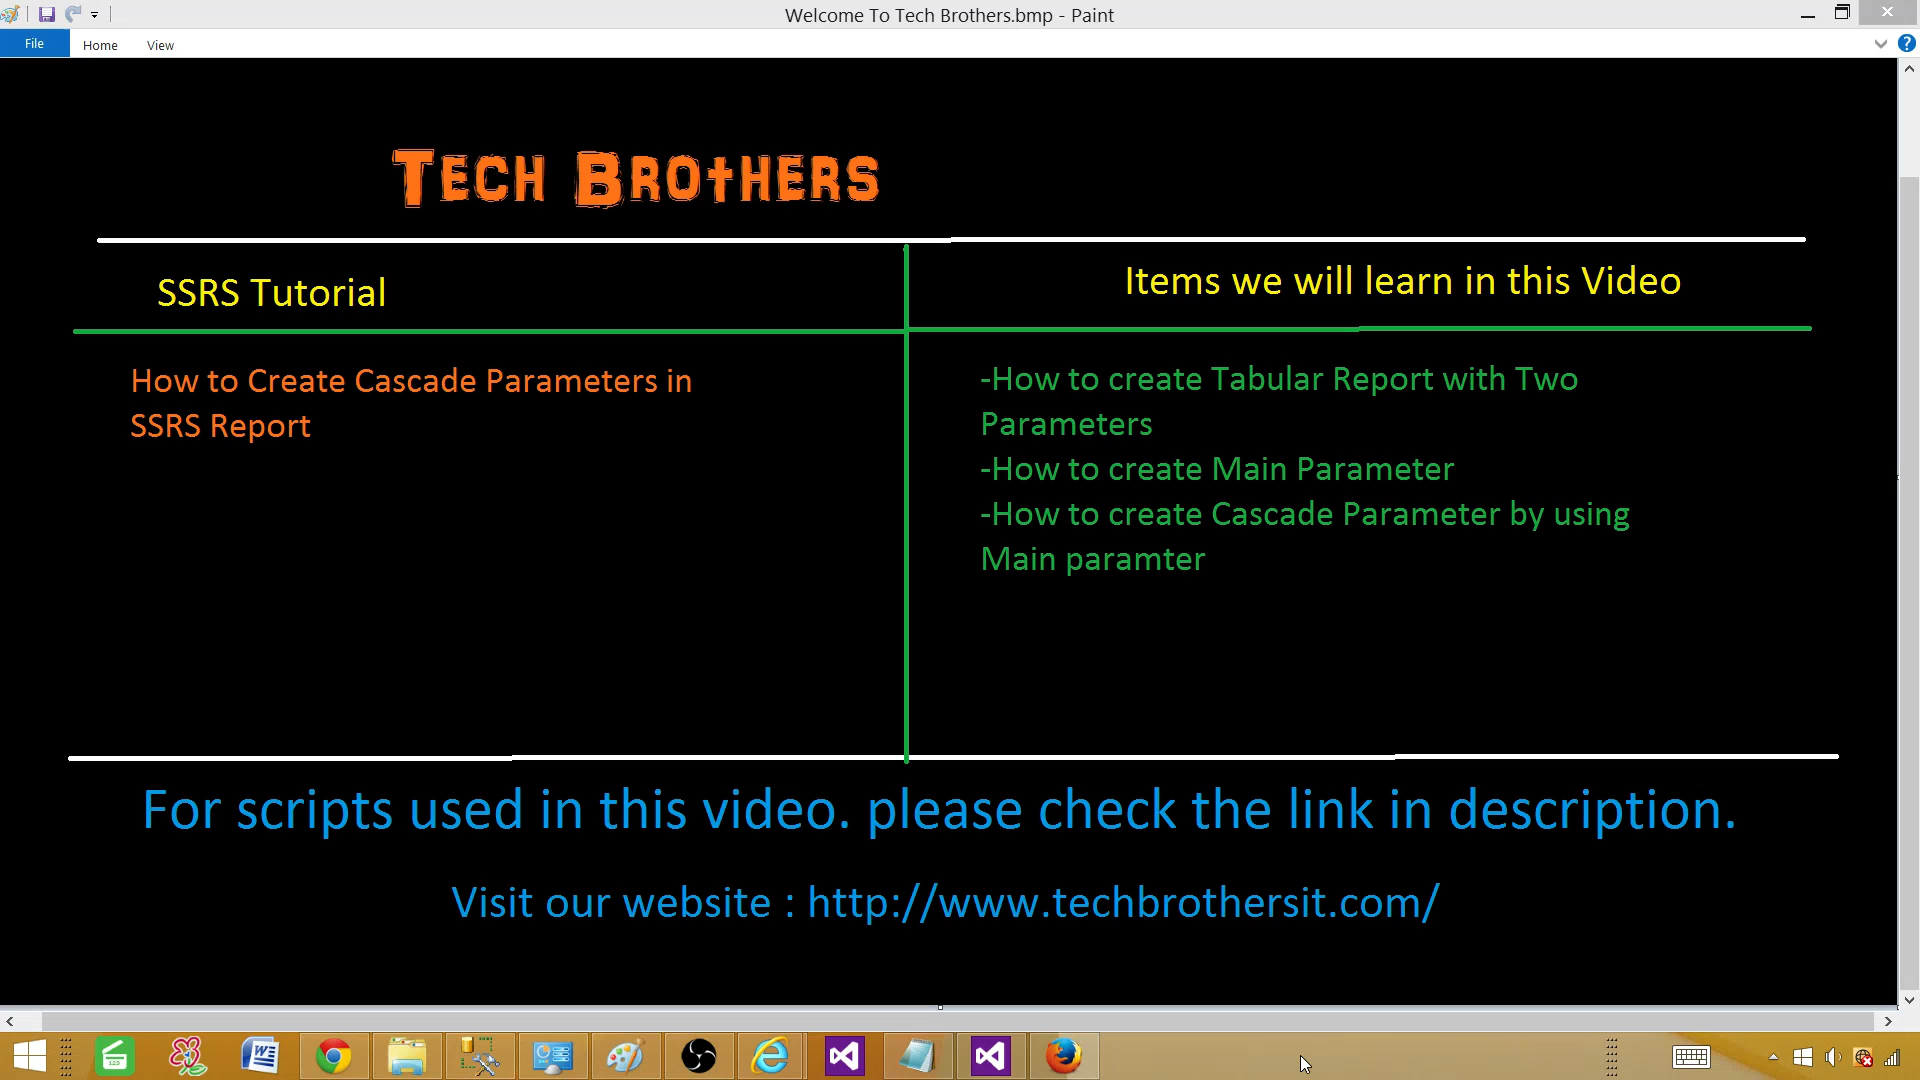 Welcome To Tech Brothers.bmp - Paint
File Home View
Tech Brothers
SSRS Tutorial
Items we will learn in this Video
How to Create Cascade Parameters in
SSRS Report
-How to create Tabular Report with Two
Parameters
-How to create Main Parameter
-How to create Cascade Parameter by using
Main paramter
For scripts used in this video. please check the link in description.
Visit our website : http://www.techbrothersit.com/